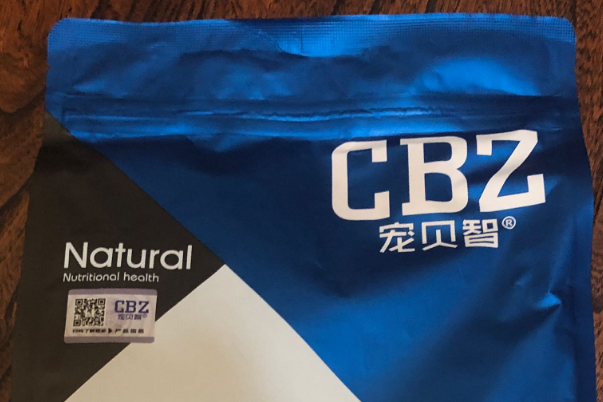 CBZ
宠贝智®
Natural
Nutritional health
CBZ
宠贝智®